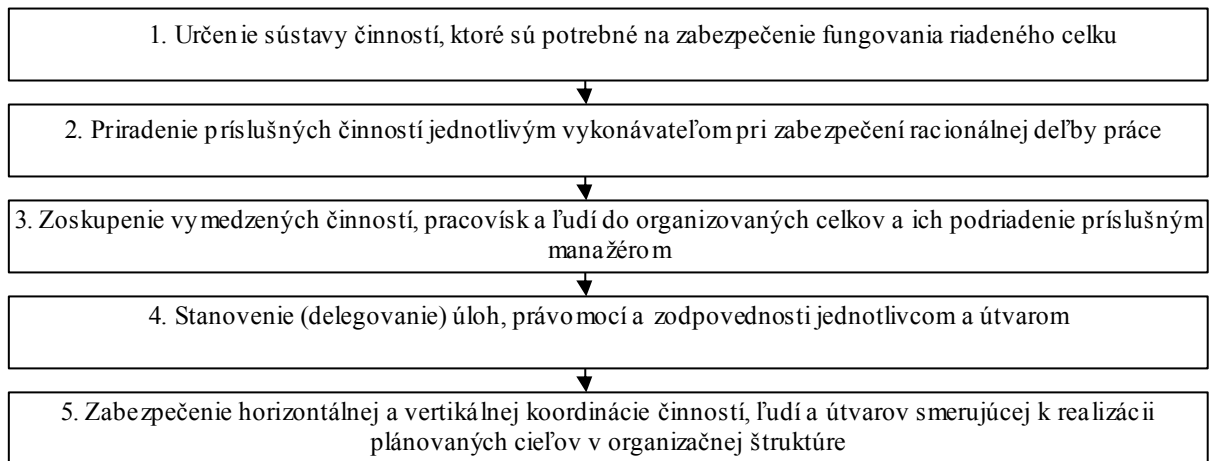 1. Určenie sústavy činností, ktoré sú potrebné na zabezpečenie fungovania riadeného celku
2. Priradenie príslušných činností jednotlivým vykonávateľom pri zabezpečení racionálnej deľby práce
3. Zoskupenie vymedzených činností, pracovísk a ľudí do organizovaných celkov a ich podriadenie príslušným
manažérom
4. Stanovenie (delegovanie) úloh, právomocí a zodpovednosti jednotlivcom a útvarom
5. Zabezpečenie horizontálnej a vertikálnej koordinácie činností, ľudí a útvarov smerujúcej k realizácii
plánovaných cieľov v organizačnej štruktúre